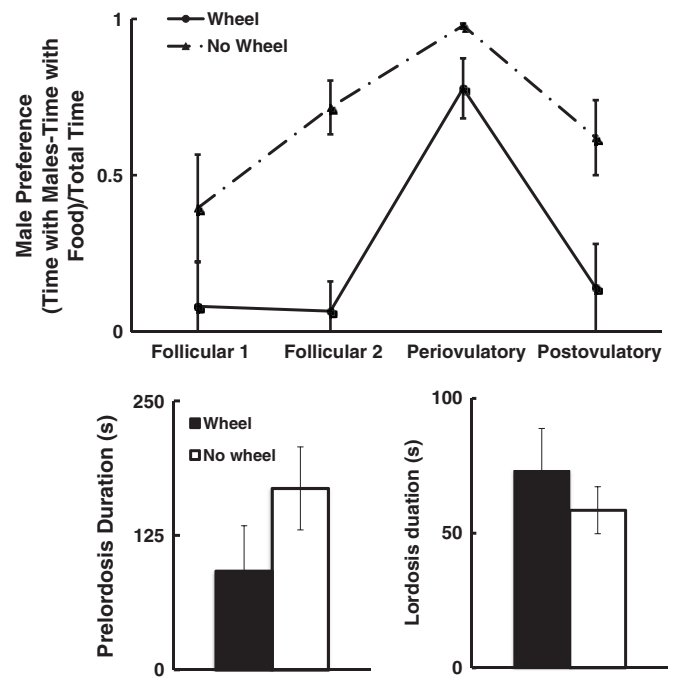 1
Wheel
No Wheel
Male Preference
(Time with Males-Time with
Food)/Total Time
0.5
0
Follicular 1 Follicular 2 Periovulatory Postovulatory
250
Wheel
No wheel
Prelordosis Duration (s)
125
0
100
Lordosis duation (s)
50
0